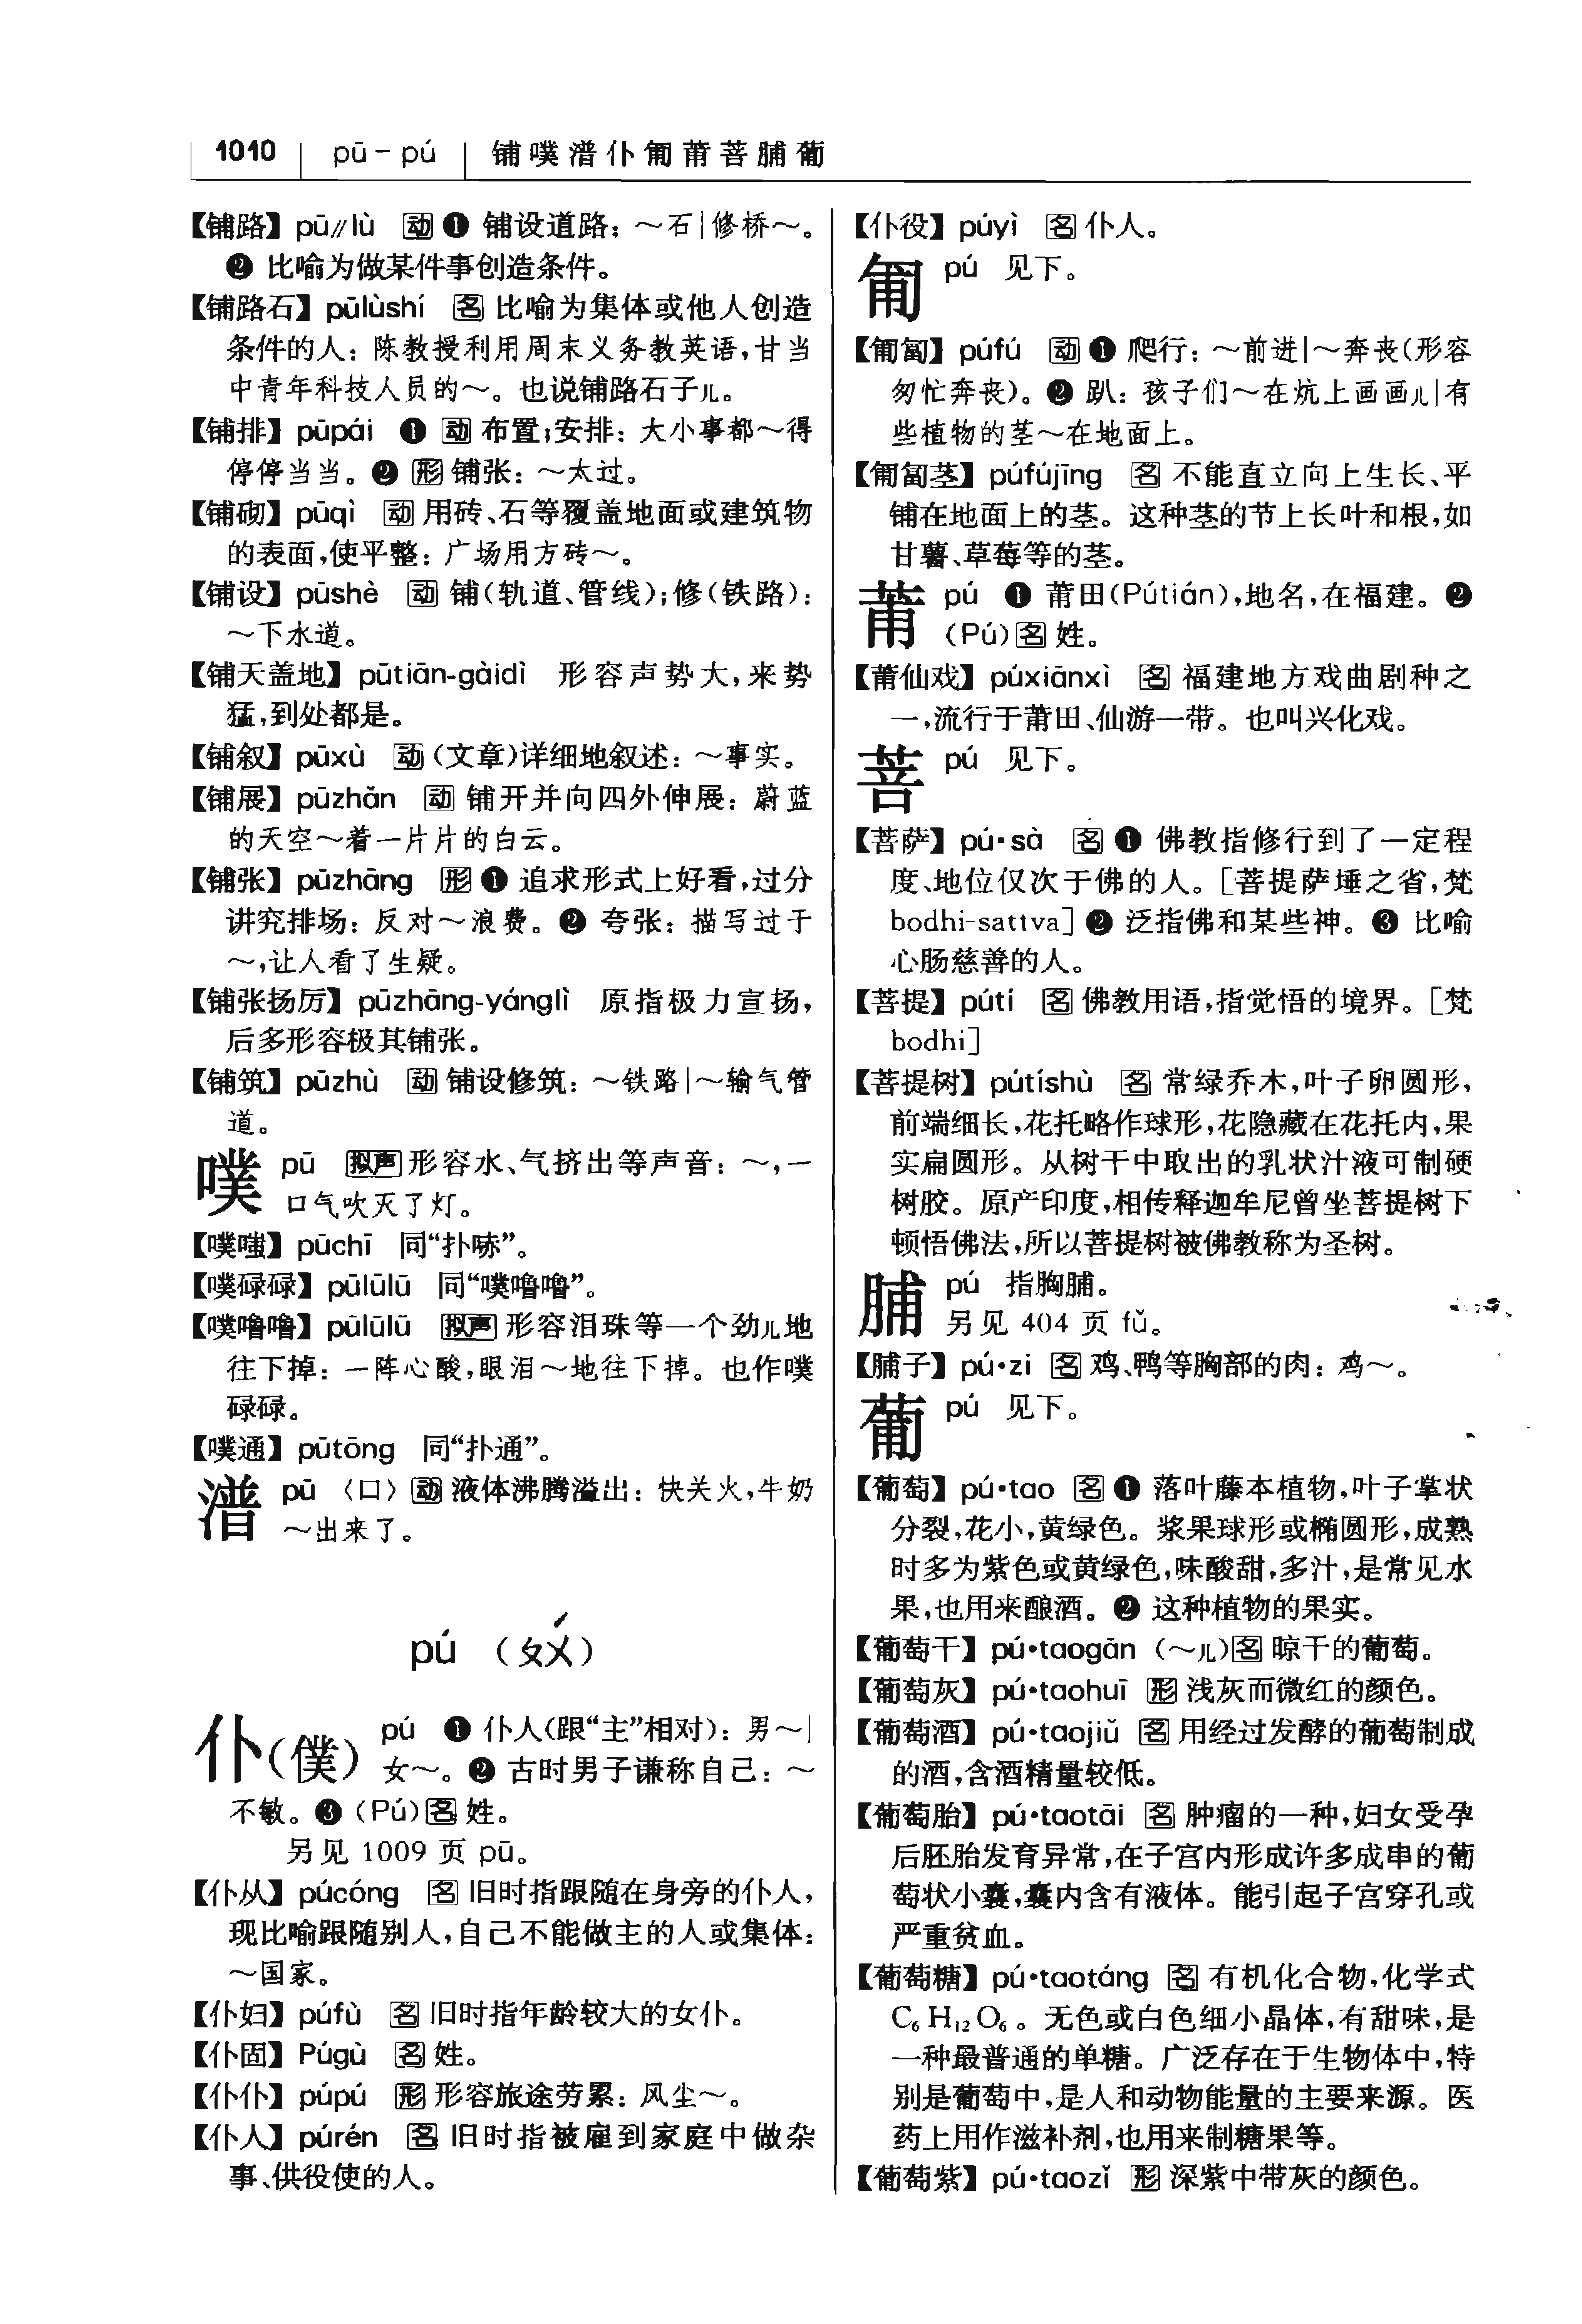 1010 pū－pú 铺噗潽仆匍莆菩脯葡
【铺路】pū∥lù 动❶ 铺设道路：～石|修桥～。
❷ 比喻为做某件事创造条件。
【铺路石】pūlùshí 名 比喻为集体或他人创造
条件的人：陈教授利用周末义务教英语，甘当
中青年科技人员的～。也说铺路石子儿。
【铺排】pūpái ❶ 动 布置；安排：大小事都～得
停停当当。❷ 形 铺张：～太过。
【铺砌】pūqì 动 用砖、石等覆盖地面或建筑物
的表面，使平整：广场用方砖～。
【铺设】pūshè 动 铺（轨道、管线）；修（铁路）：
～下水道。
【铺天盖地】pūtiān-gàidì 形容声势大，来势
猛，到处都是。
【铺叙】pūxù 动（文章）详细地叙述：～事实。
【铺展】pūzhǎn 动 铺开并向四外伸展：蔚蓝
的天空～着一片片的白云。
【铺张】pūzhāng 形❶ 追求形式上好看，过分
讲究排场：反对～浪费。❷ 夸张：描写过于
～，让人看了生疑。
【铺张扬厉】pūzhāng-yánglì 原指极力宣扬，
后多形容极其铺张。
【铺筑】pūzhù 动 铺设修筑：～铁路|～输气管
道。
噗 pū 拟声 形容水、气挤出等声音：～，一
口气吹灭了灯。
【噗嗤】pūchī 同“扑哧”。
【噗碌碌】pūlūlū 同“噗噜噜”。
【噗噜噜】pūlūlū 拟声 形容泪珠等一个劲儿地
往下掉：一阵心酸，眼泪～地往下掉。也作噗
碌碌。
【噗通】pūtōng 同“扑通”。
潽 pū 〈口〉动 液体沸腾溢出：快关火，牛奶
～出来了。
pú （ㄆㄨˊ）
仆（僕） pú ❶ 仆人（跟“主”相对）：男～|
女～。❷ 古时男子谦称自己：～
不敏。❸（Pú）名 姓。
另见 1009 页 pū。
【仆从】púcóng 名 旧时指跟随在身旁的仆人，
现比喻跟随别人，自己不能做主的人或集体：
～国家。
【仆妇】púfù 名 旧时指年龄较大的女仆。
【仆固】Púgù 名 姓。
【仆仆】púpú 形 形容旅途劳累：风尘～。
【仆人】púrén 名 旧时指被雇到家庭中做杂
事、供役使的人。
【仆役】púyì 名 仆人。
匍 pú 见下。
【匍匐】púfú 动❶ 爬行：～前进|～奔丧（形容
匆忙奔丧）。❷ 趴：孩子们～在炕上画画儿|有
些植物的茎～在地面上。
【匍匐茎】púfújīng 名 不能直立向上生长、平
铺在地面上的茎。这种茎的节上长叶和根，如
甘薯、草莓等的茎。
莆 pú ❶ 莆田（Pútián），地名，在福建。❷
（Pú）名 姓。
【莆仙戏】púxiānxì 名 福建地方戏曲剧种之
一，流行于莆田、仙游一带。也叫兴化戏。
菩 pú 见下。
【菩萨】pú·sà 名❶ 佛教指修行到了一定程
度、地位仅次于佛的人。［菩提萨埵之省，梵
bodhi-sattva］❷ 泛指佛和某些神。❸ 比喻
心肠慈善的人。
【菩提】pútí 名 佛教用语，指觉悟的境界。［梵
bodhi］
【菩提树】pútíshù 名 常绿乔木，叶子卵圆形，
前端细长，花托略作球形，花隐藏在花托内，果
实扁圆形。从树干中取出的乳状汁液可制硬
树胶。原产印度，相传释迦牟尼曾坐菩提树下
顿悟佛法，所以菩提树被佛教称为圣树。
脯 pú 指胸脯。
另见 404 页 fǔ。
【脯子】pú·zi 名 鸡、鸭等胸部的肉：鸡～。
葡 pú 见下。
【葡萄】pú·tao 名❶ 落叶藤本植物，叶子掌状
分裂，花小，黄绿色。浆果球形或椭圆形，成熟
时多为紫色或黄绿色，味酸甜，多汁，是常见水
果，也用来酿酒。❷ 这种植物的果实。
【葡萄干】pú·taogān（～儿）名 晾干的葡萄。
【葡萄灰】pú·taohuī 形 浅灰而微红的颜色。
【葡萄酒】pú·taojiǔ 名 用经过发酵的葡萄制成
的酒，含酒精量较低。
【葡萄胎】pú·taotāi 名 肿瘤的一种，妇女受孕
后胚胎发育异常，在子宫内形成许多成串的葡
萄状小囊，囊内含有液体。能引起子宫穿孔或
严重贫血。
【葡萄糖】pú·taotáng 名 有机化合物，化学式
C₆H₁₂O₆。无色或白色细小晶体，有甜味，是
一种最普通的单糖。广泛存在于生物体中，特
别是葡萄中，是人和动物能量的主要来源。医
药上用作滋补剂，也用来制糖果等。
【葡萄紫】pú·taozǐ 形 深紫中带灰的颜色。